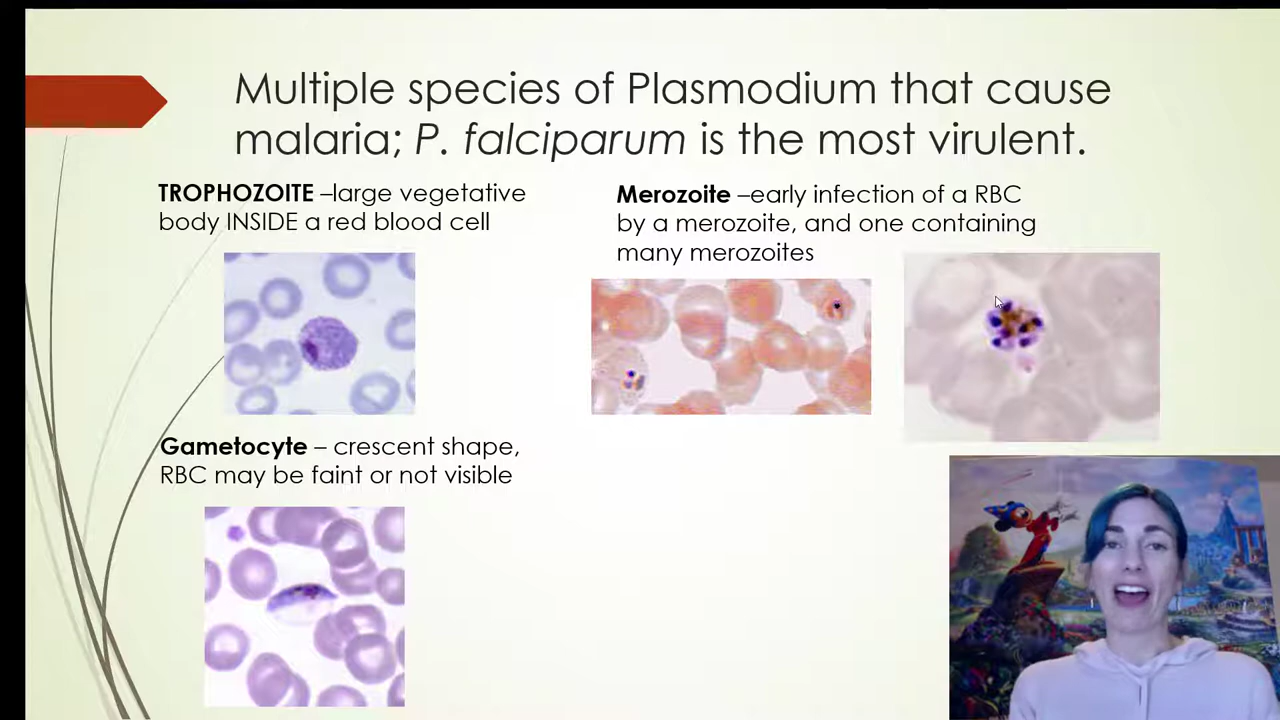 Multiple species of Plasmodium that cause
malaria; P. falciparum is the most virulent.
TROPHOZOITE –large vegetative
body INSIDE a red blood cell
Merozoite –early infection of a RBC
by a merozoite, and one containing
many merozoites
Gametocyte – crescent shape,
RBC may be faint or not visible